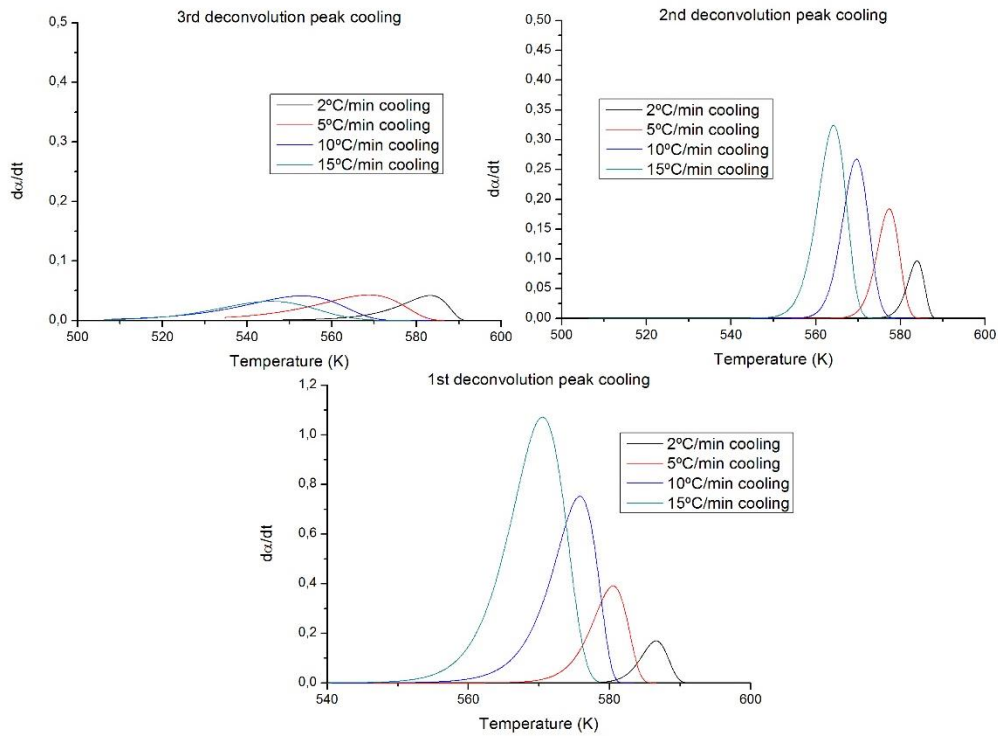 3rd deconvolution peak cooling
0,5
0,4
0,3
0,2
0,1
0,0
dα/dt
2ºC/min cooling
5ºC/min cooling
10ºC/min cooling
15ºC/min cooling
500
520
540
560
580
600
Temperature (K)
2nd deconvolution peak cooling
0,50
0,45
0,40
0,35
0,30
0,25
0,20
0,15
0,10
0,05
0,00
dα/dt
2ºC/min cooling
5ºC/min cooling
10ºC/min cooling
15ºC/min cooling
500
520
540
560
580
600
Temperature (K)
1st deconvolution peak cooling
1,2
1,0
0,8
0,6
0,4
0,2
0,0
dα/dt
2ºC/min cooling
5ºC/min cooling
10ºC/min cooling
15ºC/min cooling
540
560
580
600
Temperature (K)